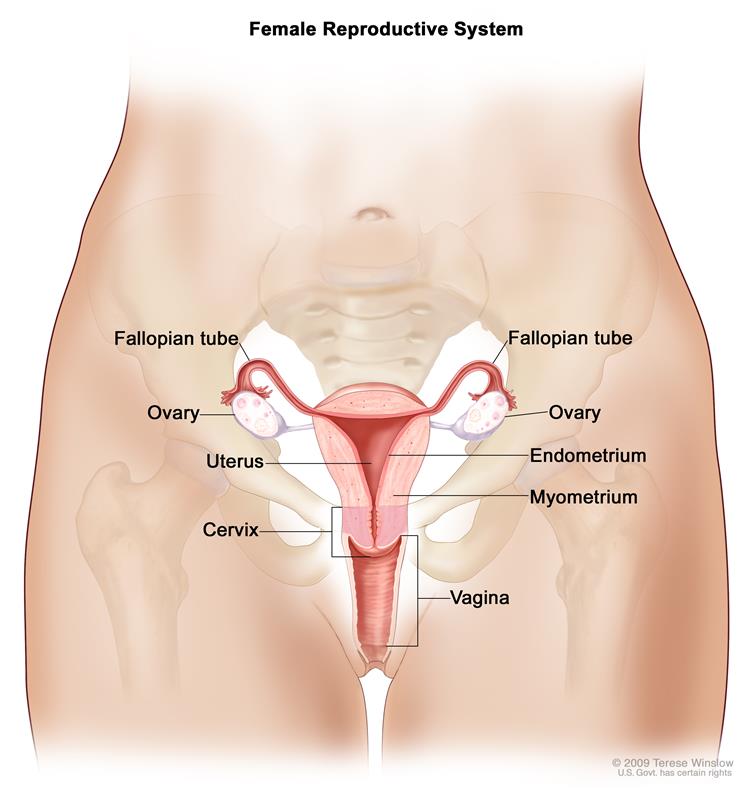 Female Reproductive System
Fallopian tube
Fallopian tube
Ovary
Ovary
Uterus
Endometrium
Myometrium
Cervix
Vagina
© 2009 Terese Winslow
U.S. Govt. has certain rights